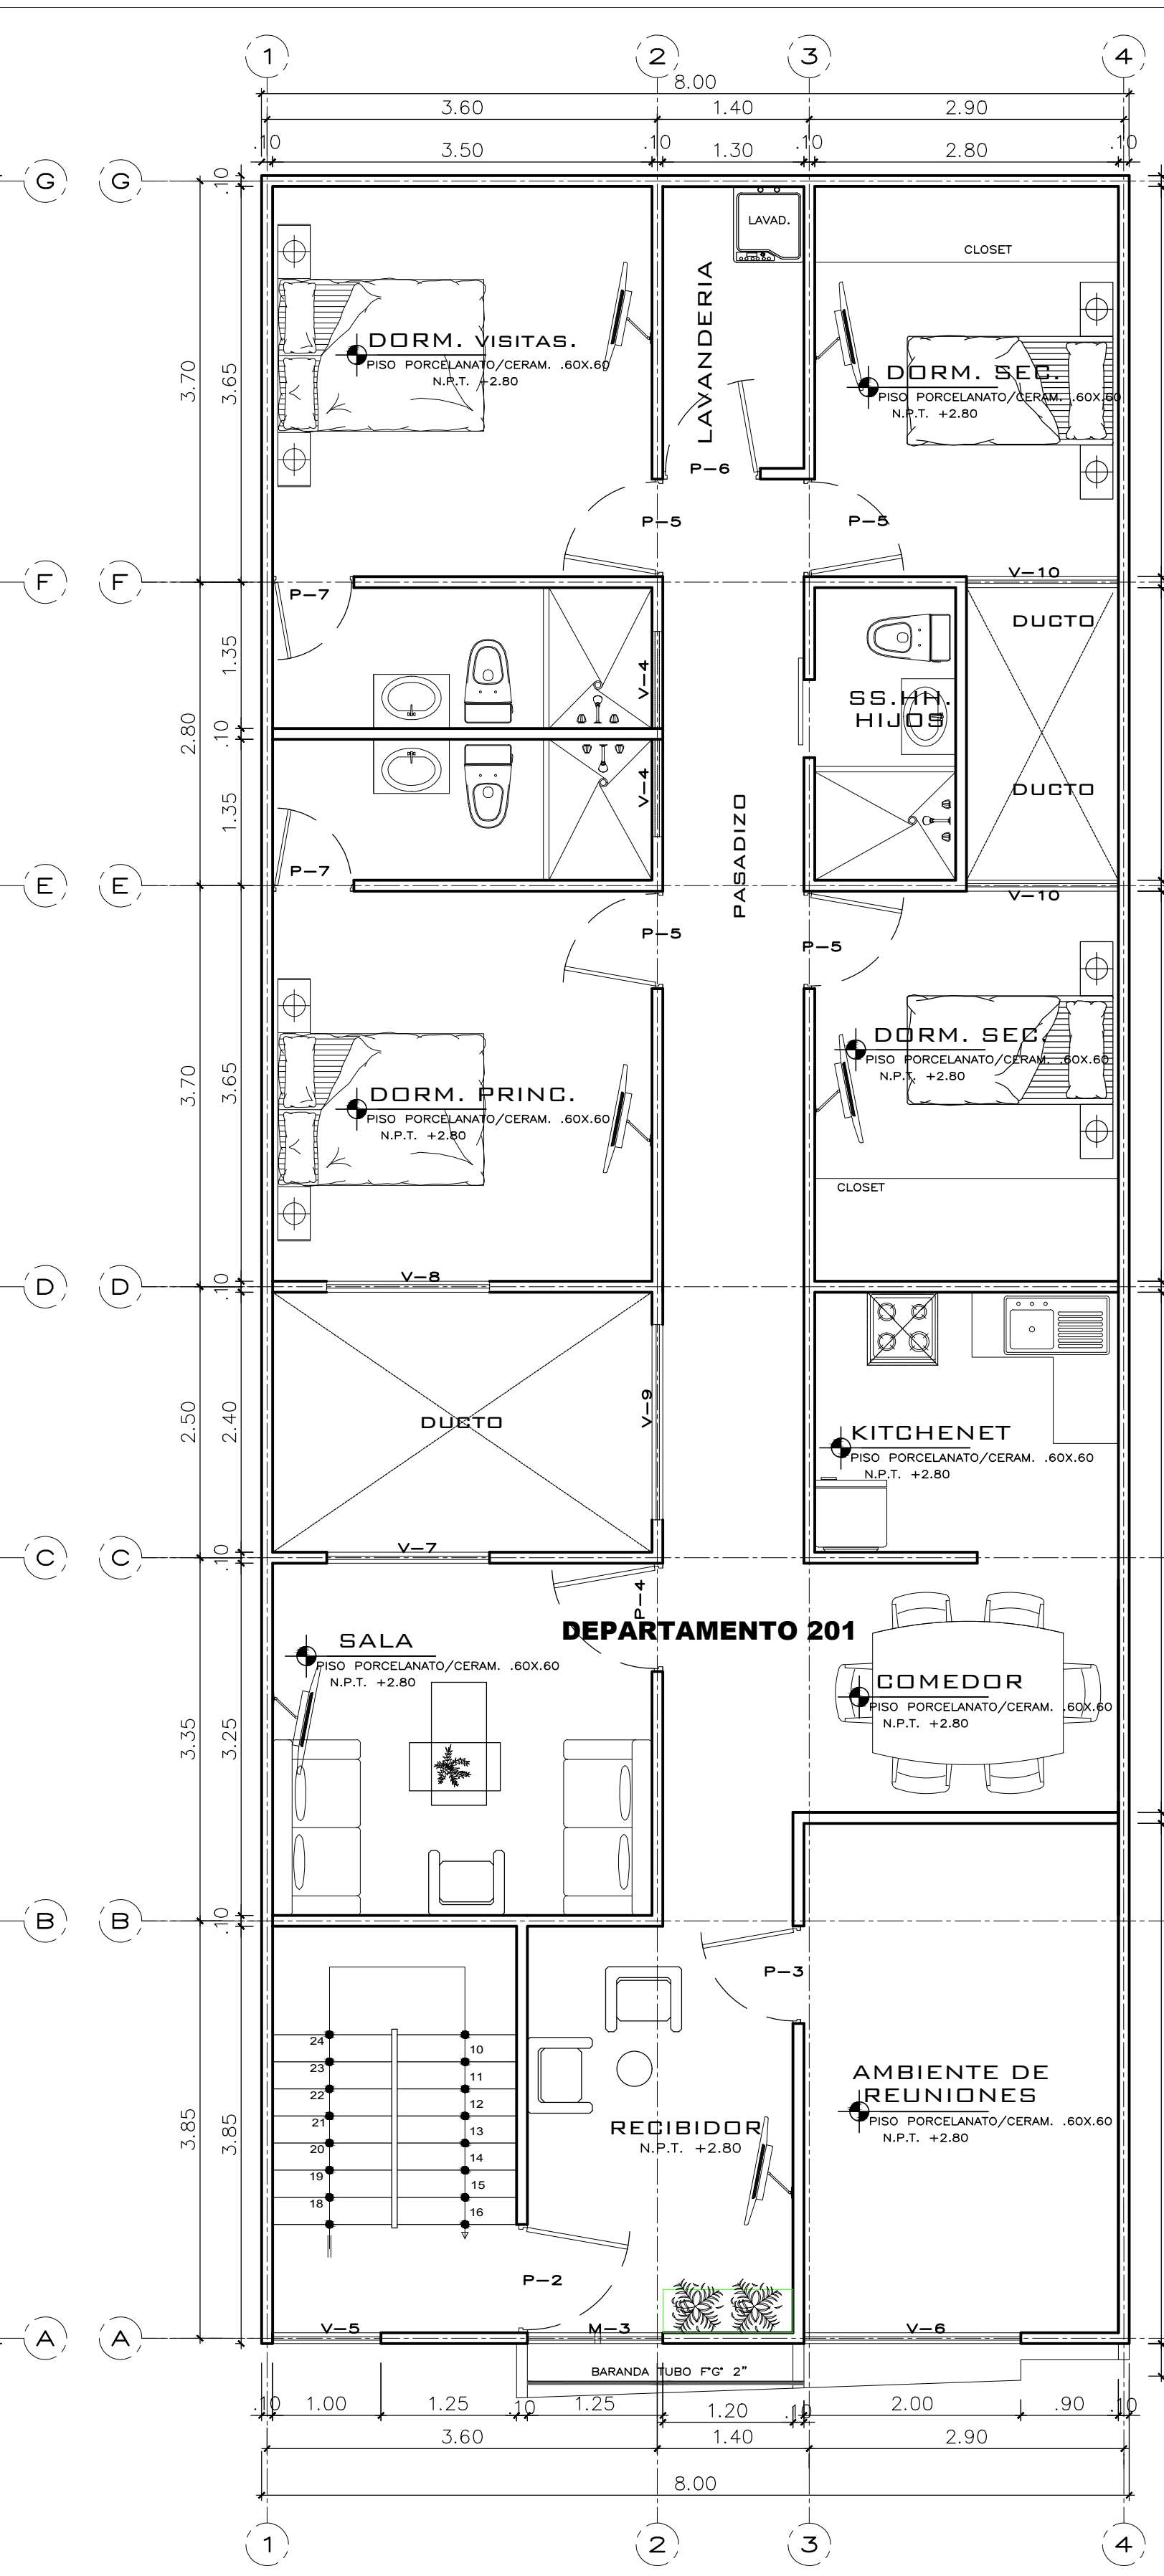 1 2 3 4
8.00
3.60 1.40 2.90
.10 3.50 .10 1.30 .10 2.80 .10
G G
.10
LAVAD.
CLOSET
LAVANDERIA
DORM. VISITAS.
PISO PORCELANATO/CERAM. .60X.60
N.P.T. +2.80
DORM. SEC.
PISO PORCELANATO/CERAM. .60X.60
N.P.T. +2.80
3.70 3.65
P-6
P-5 P-5
F F
P-7
V-10
DUCTO
1.35
V-4
SS.HH.
HIJOS
2.80 .10
V-4
DUCTO
1.35
PASADIZO
P-7
E E
V-10
P-5 P-5
DORM. SEC.
PISO PORCELANATO/CERAM. .60X.60
N.P.T. +2.80
3.70 3.65
DORM. PRINC.
PISO PORCELANATO/CERAM. .60X.60
N.P.T. +2.80
CLOSET
D D
.10
V-8
V-9
DUCTO
2.50 2.40
KITCHENET
PISO PORCELANATO/CERAM. .60X.60
N.P.T. +2.80
V-7
C C
.10
P-4
DEPARTAMENTO 201
SALA
PISO PORCELANATO/CERAM. .60X.60
N.P.T. +2.80
COMEDOR
PISO PORCELANATO/CERAM. .60X.60
N.P.T. +2.80
3.35 3.25
B B
.10
P-3
24 10
23 11
22 12
21 13
20 14
19 15
18 16
AMBIENTE DE
REUNIONES
PISO PORCELANATO/CERAM. .60X.60
N.P.T. +2.80
RECIBIDOR
N.P.T. +2.80
3.85 3.85
P-2
A A
V-5 M-3 V-6
BARANDA TUBO F°G° 2"
.10 1.00 1.25 .10 1.25 1.20 .10 2.00 .90 .10
3.60 1.40 2.90
8.00
1 2 3 4